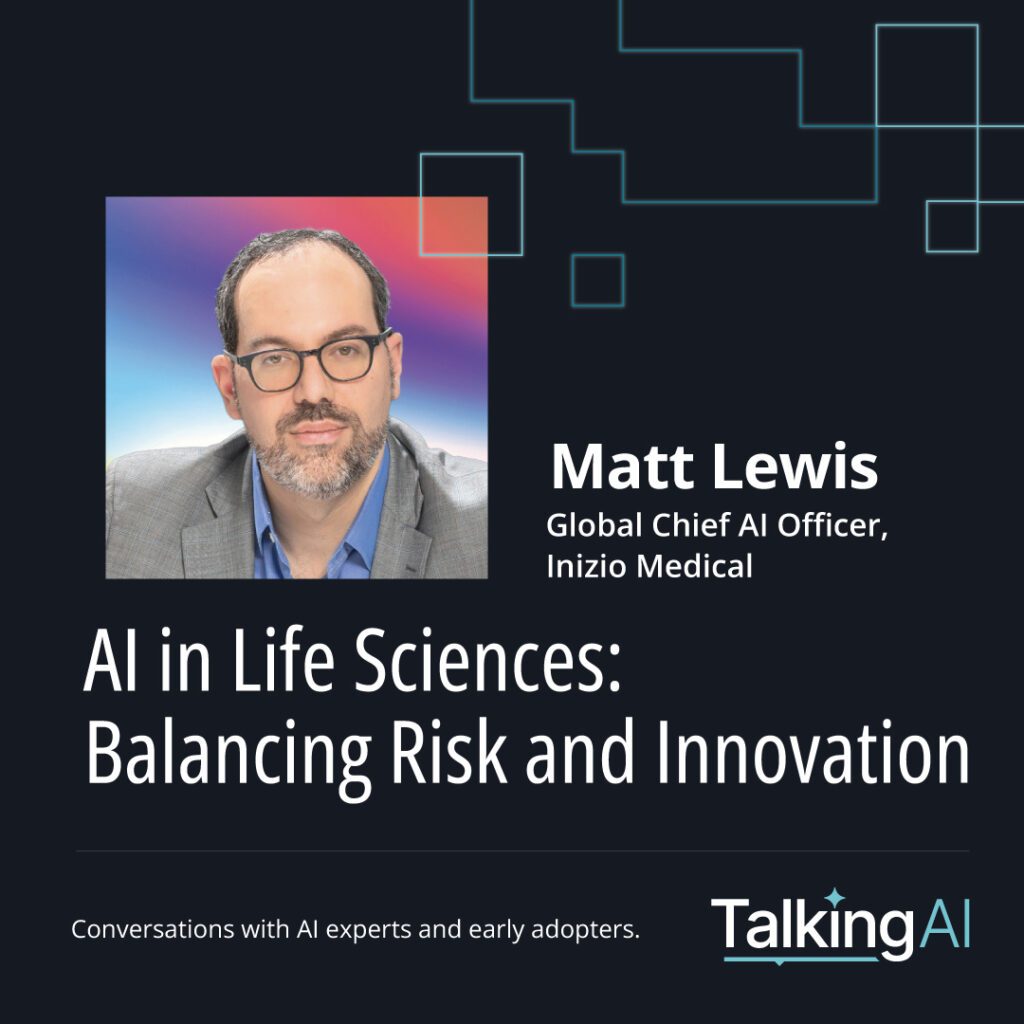 Matt Lewis
Global Chief AI Officer,
Inizio Medical
AI in Life Sciences:
Balancing Risk and Innovation
Conversations with AI experts and early adopters.
TalkingAI